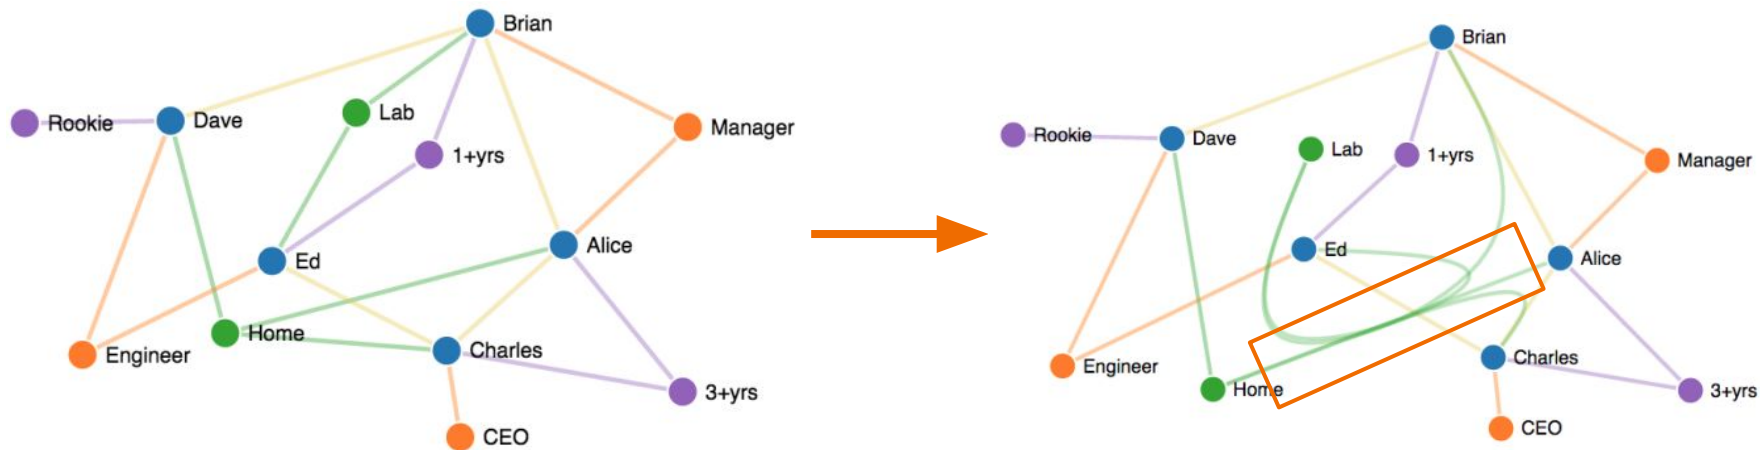 Brian
Rookie
Dave
Lab
Manager
1+yrs
Alice
Ed
Home
Engineer
Charles
3+yrs
CEO
Brian
Rookie
Dave
Lab
1+yrs
Manager
Ed
Alice
Charles
Engineer
Home
3+yrs
CEO